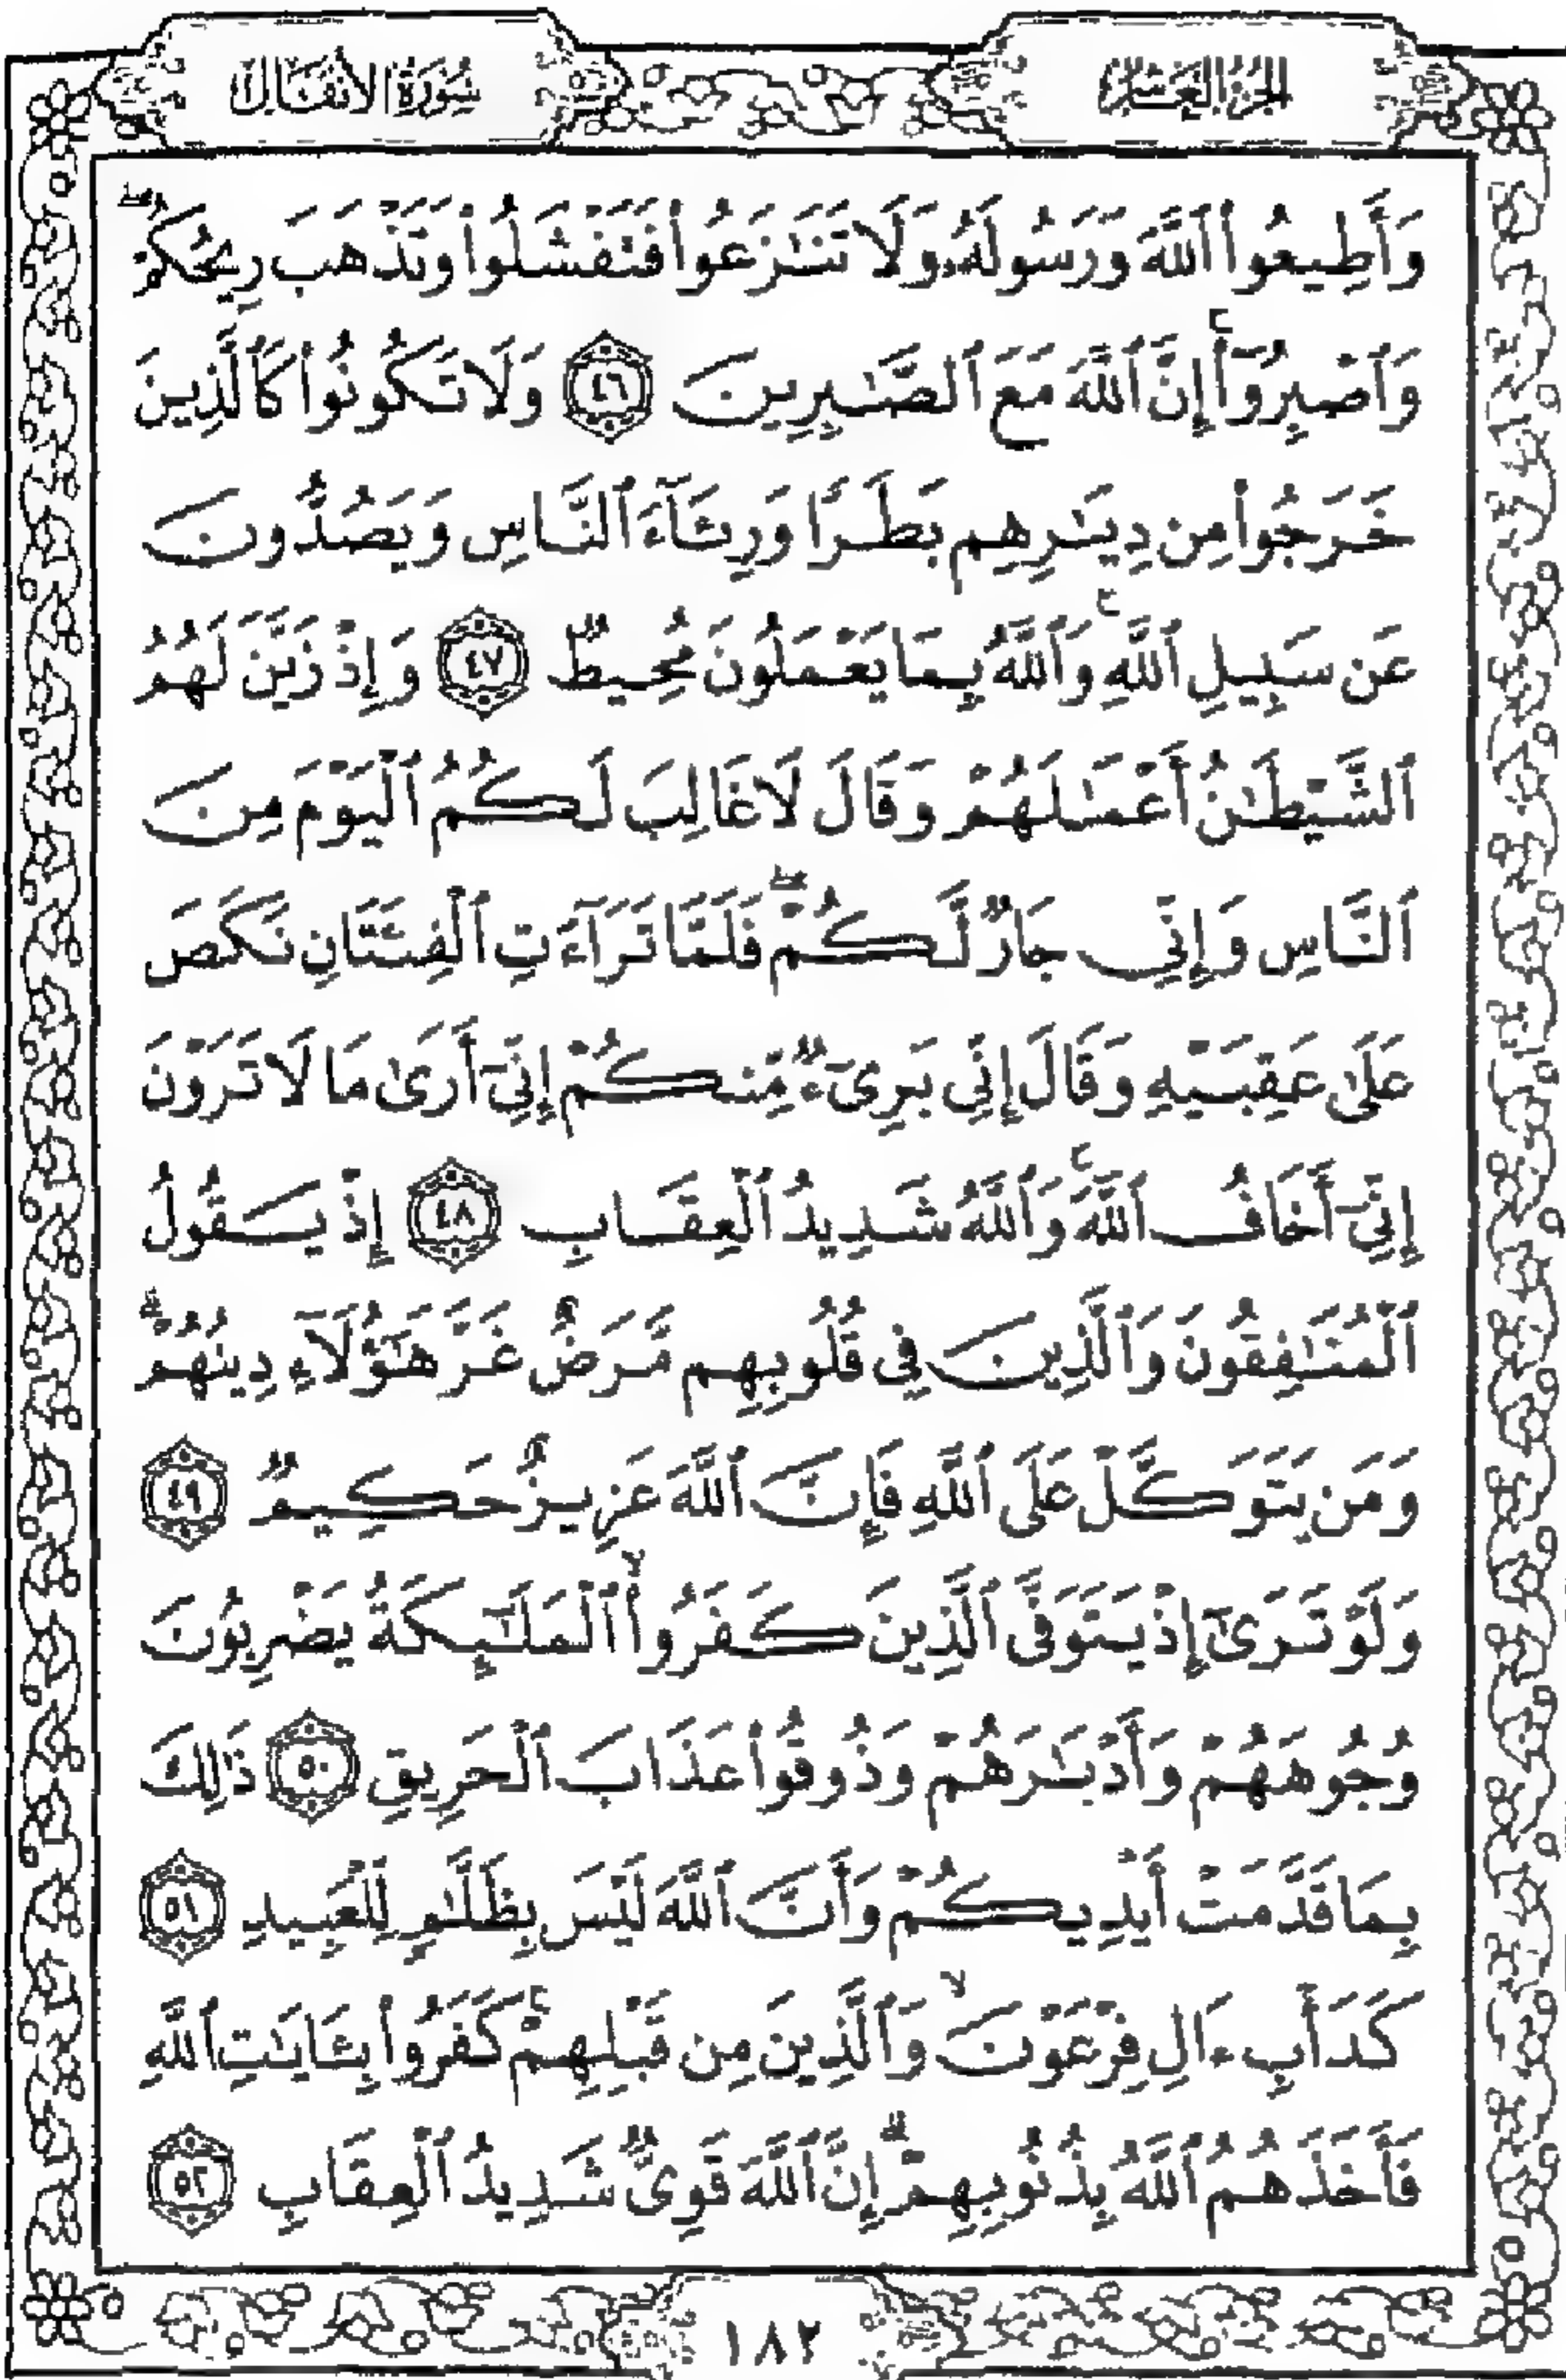 الجزء العاشر
سورة الأنفال
وَأَطِيعُوا۟ ٱللَّهَ وَرَسُولَهُۥ وَلَا تَنَـٰزَعُوا۟ فَتَفْشَلُوا۟ وَتَذْهَبَ رِيحُكُمْ ۖ
وَٱصْبِرُوٓا۟ ۚ إِنَّ ٱللَّهَ مَعَ ٱلصَّـٰبِرِينَ ٤٦ وَلَا تَكُونُوا۟ كَٱلَّذِينَ
خَرَجُوا۟ مِن دِيَـٰرِهِم بَطَرًا وَرِئَآءَ ٱلنَّاسِ وَيَصُدُّونَ
عَن سَبِيلِ ٱللَّهِ ۚ وَٱللَّهُ بِمَا يَعْمَلُونَ مُحِيطٌ ٤٧ وَإِذْ زَيَّنَ لَهُمُ
ٱلشَّيْطَـٰنُ أَعْمَـٰلَهُمْ وَقَالَ لَا غَالِبَ لَكُمُ ٱلْيَوْمَ مِنَ
ٱلنَّاسِ وَإِنِّى جَارٌ لَّكُمْ ۖ فَلَمَّا تَرَآءَتِ ٱلْفِئَتَانِ نَكَصَ
عَلَىٰ عَقِبَيْهِ وَقَالَ إِنِّى بَرِىٓءٌ مِّنكُمْ إِنِّىٓ أَرَىٰ مَا لَا تَرَوْنَ
إِنِّىٓ أَخَافُ ٱللَّهَ ۚ وَٱللَّهُ شَدِيدُ ٱلْعِقَابِ ٤٨ إِذْ يَقُولُ
ٱلْمُنَـٰفِقُونَ وَٱلَّذِينَ فِى قُلُوبِهِم مَّرَضٌ غَرَّ هَـٰٓؤُلَآءِ دِينُهُمْ ۗ
وَمَن يَتَوَكَّلْ عَلَى ٱللَّهِ فَإِنَّ ٱللَّهَ عَزِيزٌ حَكِيمٌ ٤٩
وَلَوْ تَرَىٰٓ إِذْ يَتَوَفَّى ٱلَّذِينَ كَفَرُوا۟ ۙ ٱلْمَلَـٰٓئِكَةُ يَضْرِبُونَ
وُجُوهَهُمْ وَأَدْبَـٰرَهُمْ وَذُوقُوا۟ عَذَابَ ٱلْحَرِيقِ ٥٠ ذَٰلِكَ
بِمَا قَدَّمَتْ أَيْدِيكُمْ وَأَنَّ ٱللَّهَ لَيْسَ بِظَلَّـٰمٍ لِّلْعَبِيدِ ٥١
كَدَأْبِ ءَالِ فِرْعَوْنَ ۙ وَٱلَّذِينَ مِن قَبْلِهِمْ ۚ كَفَرُوا۟ بِـَٔايَـٰتِ ٱللَّهِ
فَأَخَذَهُمُ ٱللَّهُ بِذُنُوبِهِمْ ۗ إِنَّ ٱللَّهَ قَوِىٌّ شَدِيدُ ٱلْعِقَابِ ٥٢
١٨٢